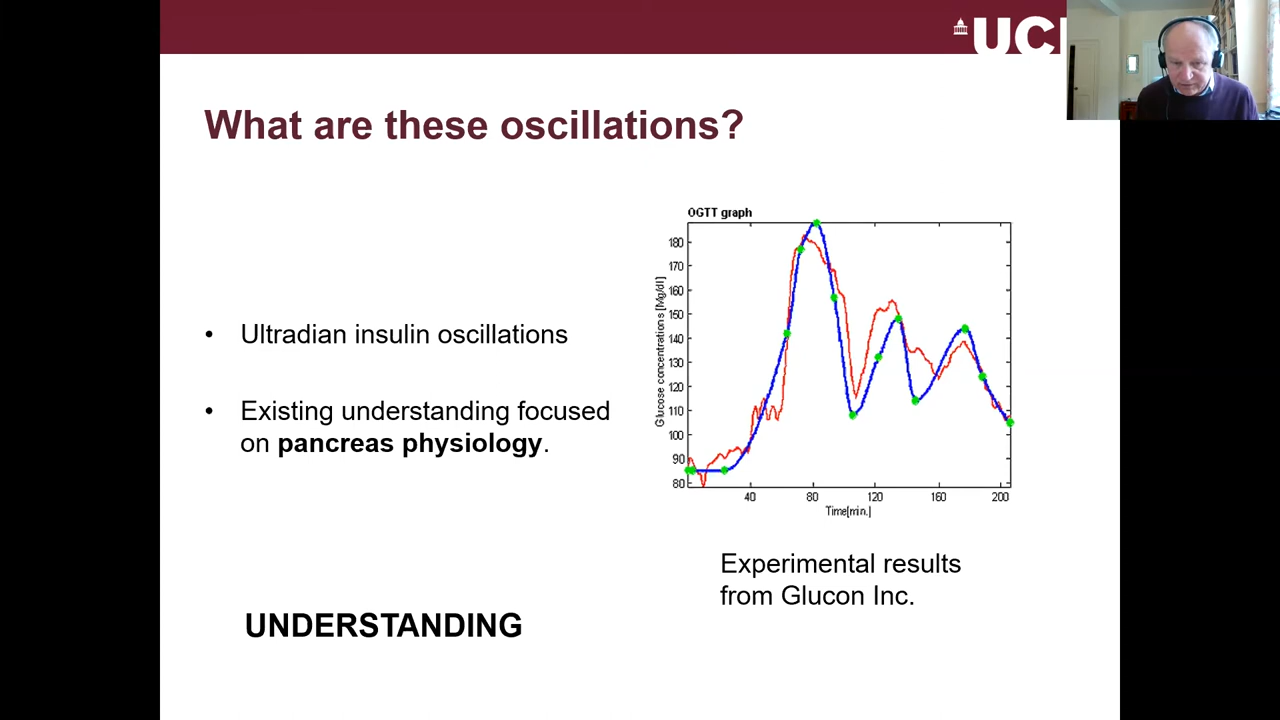 UCL
What are these oscillations?
• Ultradian insulin oscillations
• Existing understanding focused
on pancreas physiology.
UNDERSTANDING
OGTT graph
Glucose concentrations [Mg/dl]
180
170
160
150
140
130
120
110
100
90
80
40
80
120
160
200
Time[min.]
Experimental results
from Glucon Inc.